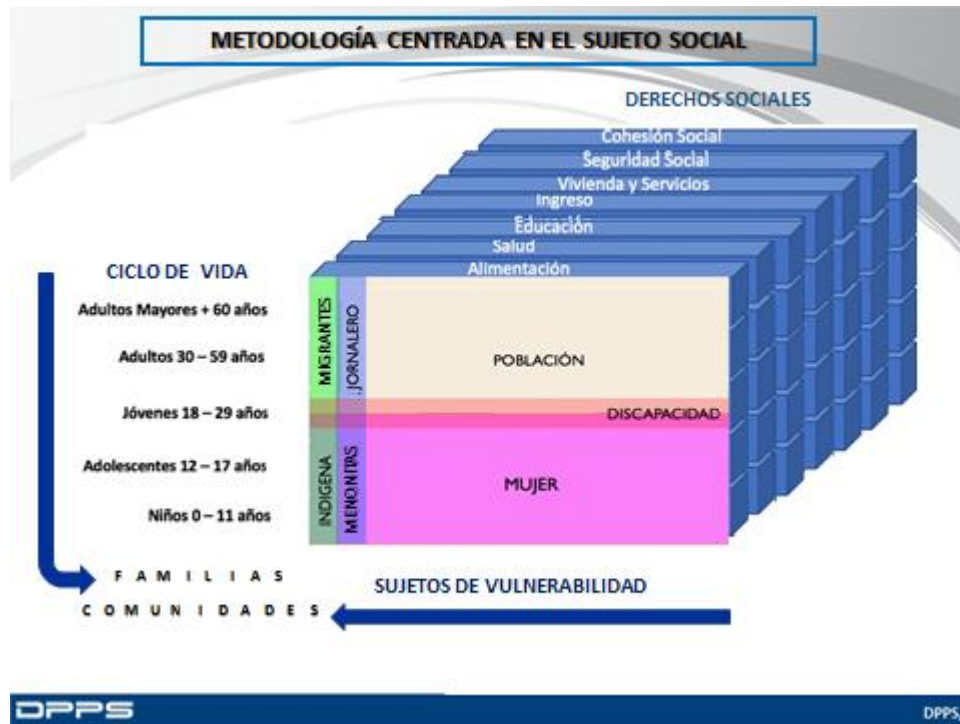 METODOLOGÍA CENTRADA EN EL SUJETO SOCIAL
DERECHOS SOCIALES
Cohesión Social
Seguridad Social
Vivienda y Servicios
Ingreso
Educación
Salud
Alimentación
CICLO DE VIDA
Adultos Mayores + 60 años
Adultos 30 – 59 años
Jóvenes 18 – 29 años
Adolescentes 12 – 17 años
Niños 0 – 11 años
MIGRANTES
JORNALERO
POBLACIÓN
DISCAPACIDAD
INDIGENA
MENONITAS
MUJER
F A M I L I A S
C O M U N I D A D E S
SUJETOS DE VULNERABILIDAD
DPPS
DPPS